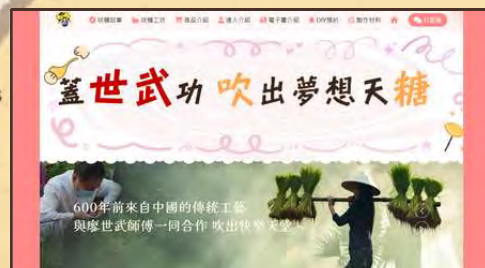 吹糖故事 吹糖工坊 商品介紹 達人介紹 電子書介紹 DIY預約 製作材料
蓋世武功 吹出夢想天糖
600年前來自中國的傳統工藝
與廖世武師傅一同合作 吹出快樂天堂